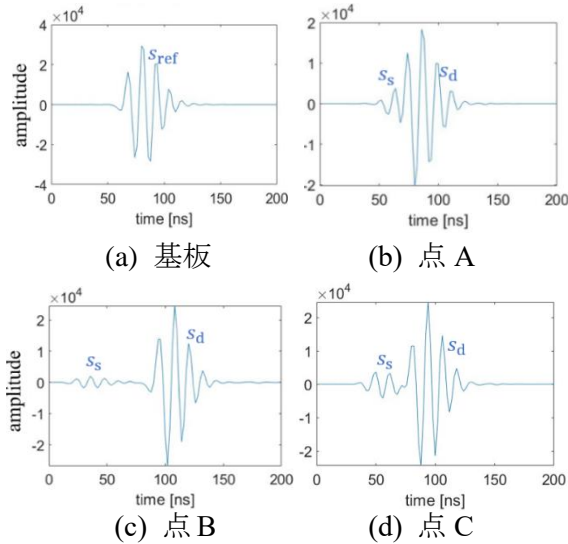 ×10⁴ ×10⁴
4 2
s_ref s_s s_d
2 1
0 0
-2 -1
-4 -2
amplitude
0 50 100 150 200 0 50 100 150 200
time [ns] time [ns]
(a) 基板 (b) 点 A
×10⁴ ×10⁴
2 2
s_s s_d s_s s_d
1 1
0 0
-1 -1
-2 -2
amplitude
0 50 100 150 200 0 50 100 150 200
time [ns] time [ns]
(c) 点 B (d) 点 C